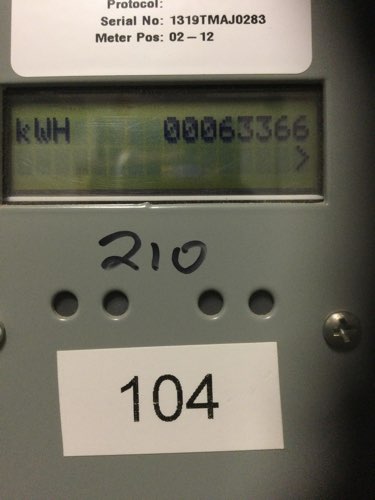 Protocol:
Serial No: 1319TMAJ0283
Meter Pos: 02 – 12
kWH 00063366
>
210
104